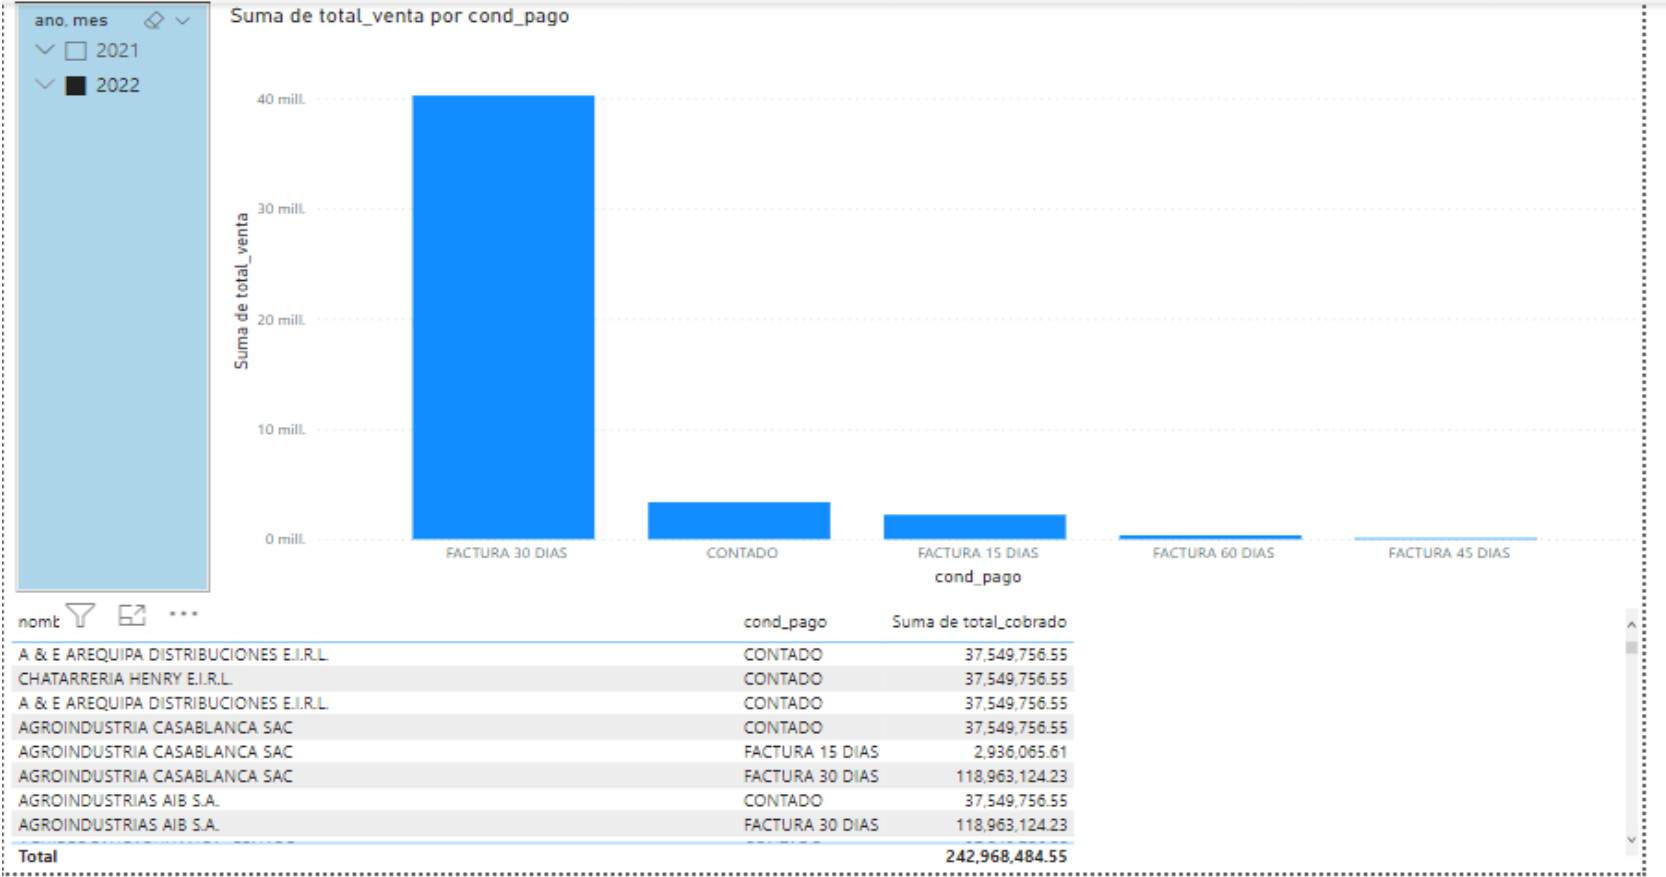 ano, mes
2021
2022
Suma de total_venta por cond_pago
40 mill.
30 mill.
20 mill.
10 mill.
0 mill.
Suma de total_venta
FACTURA 30 DIAS CONTADO FACTURA 15 DIAS FACTURA 60 DIAS FACTURA 45 DIAS
cond_pago
cond_pago Suma de total_cobrado
A & E AREQUIPA DISTRIBUCIONES E.I.R.L. CONTADO 37,549,756.55
CHATARRERIA HENRY E.I.R.L. CONTADO 37,549,756.55
A & E AREQUIPA DISTRIBUCIONES E.I.R.L. CONTADO 37,549,756.55
AGROINDUSTRIA CASABLANCA SAC CONTADO 37,549,756.55
AGROINDUSTRIA CASABLANCA SAC FACTURA 15 DIAS 2,936,065.61
AGROINDUSTRIA CASABLANCA SAC FACTURA 30 DIAS 118,963,124.23
AGROINDUSTRIAS AIB S.A. CONTADO 37,549,756.55
AGROINDUSTRIAS AIB S.A. FACTURA 30 DIAS 118,963,124.23
Total 242,968,484.55